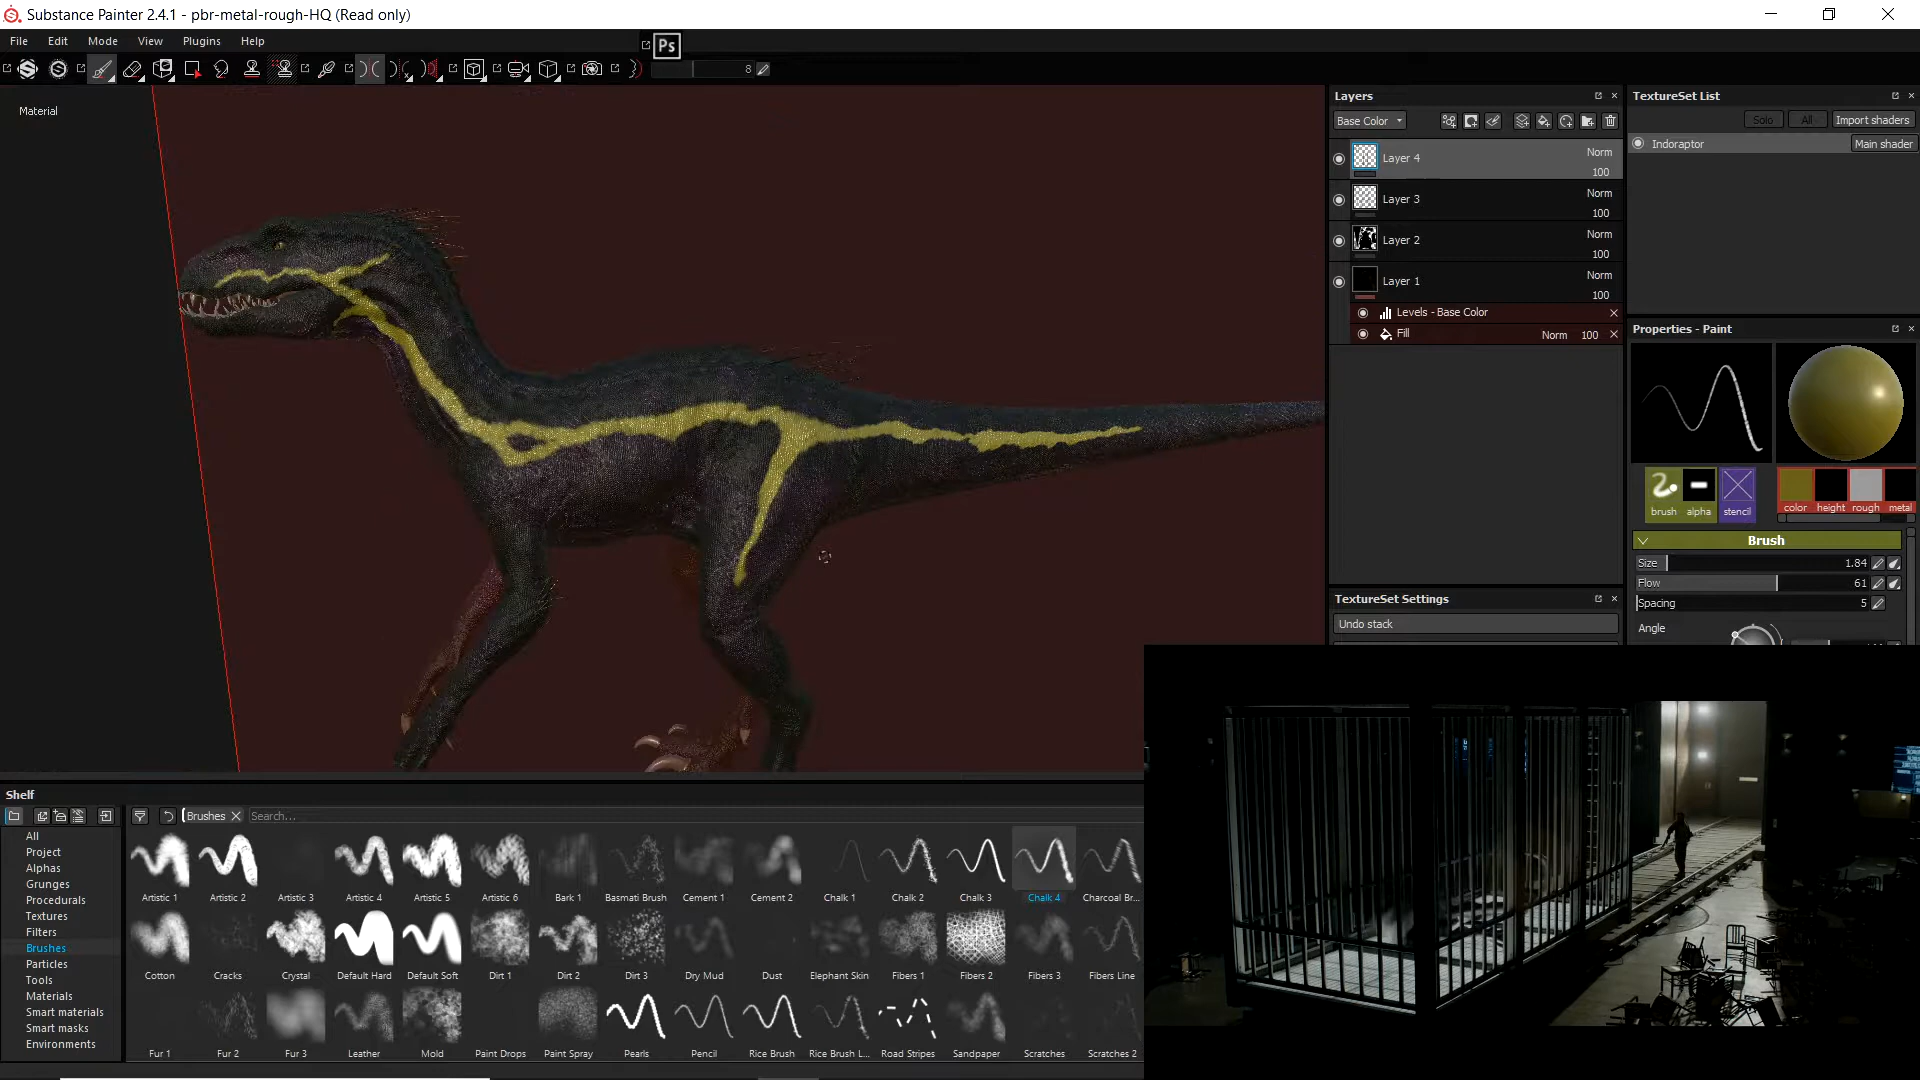 Substance Painter 2.4.1 - pbr-metal-rough-HQ (Read only)
File Edit Mode View Plugins Help
Ps
8
Material
Layers
Base Color
Layer 4 Norm 100
Layer 3 Norm 100
Layer 2 Norm 100
Layer 1 Norm 100
Levels - Base Color
Fill Norm 100
TextureSet Settings
Undo stack
TextureSet List
Solo All Import shaders
Indoraptor Main shader
Properties - Paint
brush alpha stencil color height rough metal
Brush
Size 1.84
Flow 61
Spacing 5
Angle
Shelf
Brushes Search...
All
Project
Alphas
Grunges
Procedurals
Textures
Filters
Brushes
Particles
Tools
Materials
Smart materials
Smart masks
Environments
Artistic 1 Artistic 2 Artistic 3 Artistic 4 Artistic 5 Artistic 6 Bark 1 Basmati Brush Cement 1 Cement 2 Chalk 1 Chalk 2 Chalk 3 Chalk 4 Charcoal Br...
Cotton Cracks Crystal Default Hard Default Soft Dirt 1 Dirt 2 Dirt 3 Dry Mud Dust Elephant Skin Fibers 1 Fibers 2 Fibers 3 Fibers Line
Fur 1 Fur 2 Fur 3 Leather Mold Paint Drops Paint Spray Pearls Pencil Rice Brush Rice Brush L... Road Stripes Sandpaper Scratches Scratches 2